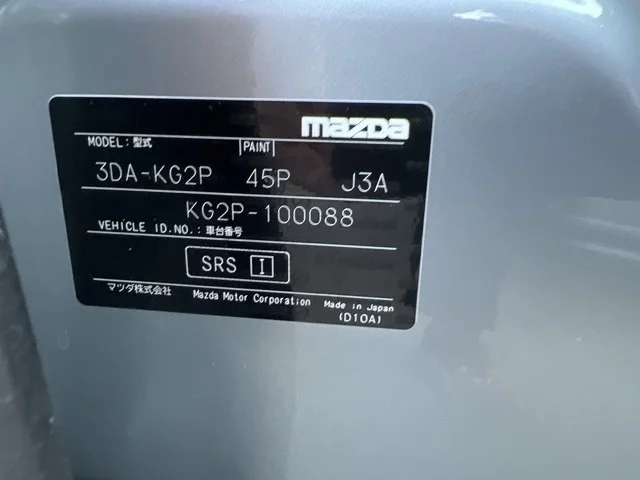 mazda
MODEL:型式 PAINT
3DA-KG2P 45P J3A
KG2P-100088
VEHICLE ID.NO.:車台番号
SRS I
マツダ株式会社 Mazda Motor Corporation Made in Japan
(D10A)